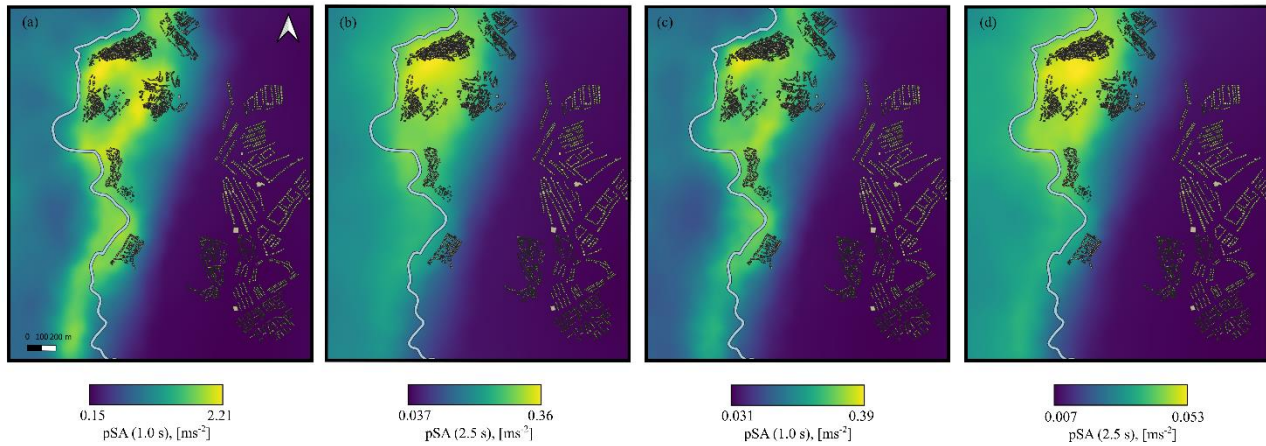 (a)
(b)
(c)
(d)
0 100 200 m
0.15 2.21
pSA (1.0 s), [ms⁻²]
0.037 0.36
pSA (2.5 s), [ms⁻²]
0.031 0.39
pSA (1.0 s), [ms⁻²]
0.007 0.053
pSA (2.5 s), [ms⁻²]